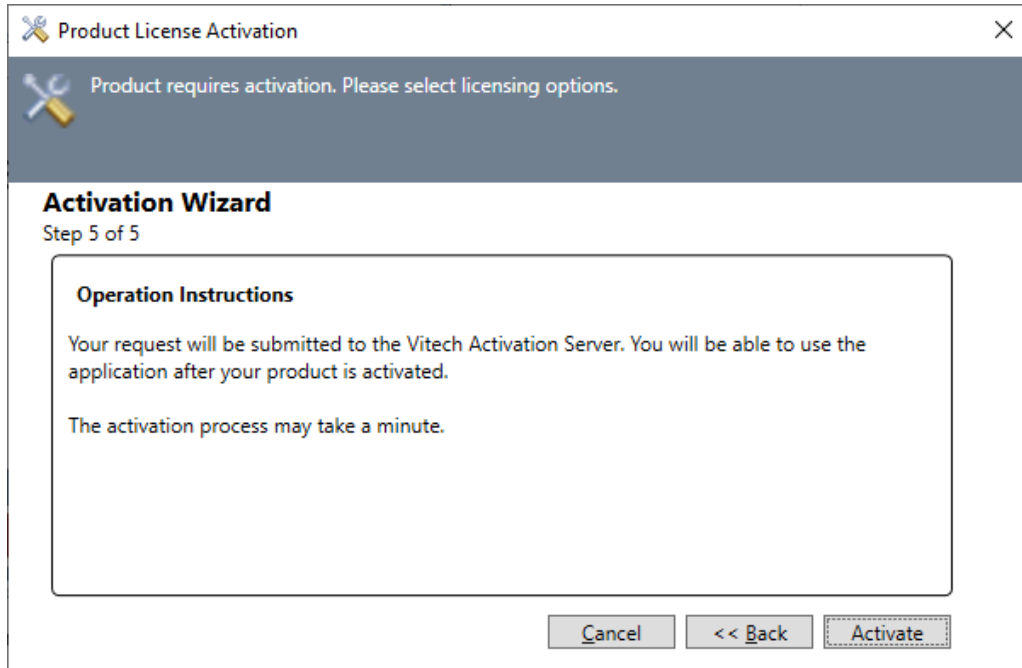 Product License Activation
Product requires activation. Please select licensing options.
Activation Wizard
Step 5 of 5
Operation Instructions
Your request will be submitted to the Vitech Activation Server. You will be able to use the
application after your product is activated.
The activation process may take a minute.
Cancel
<< Back
Activate